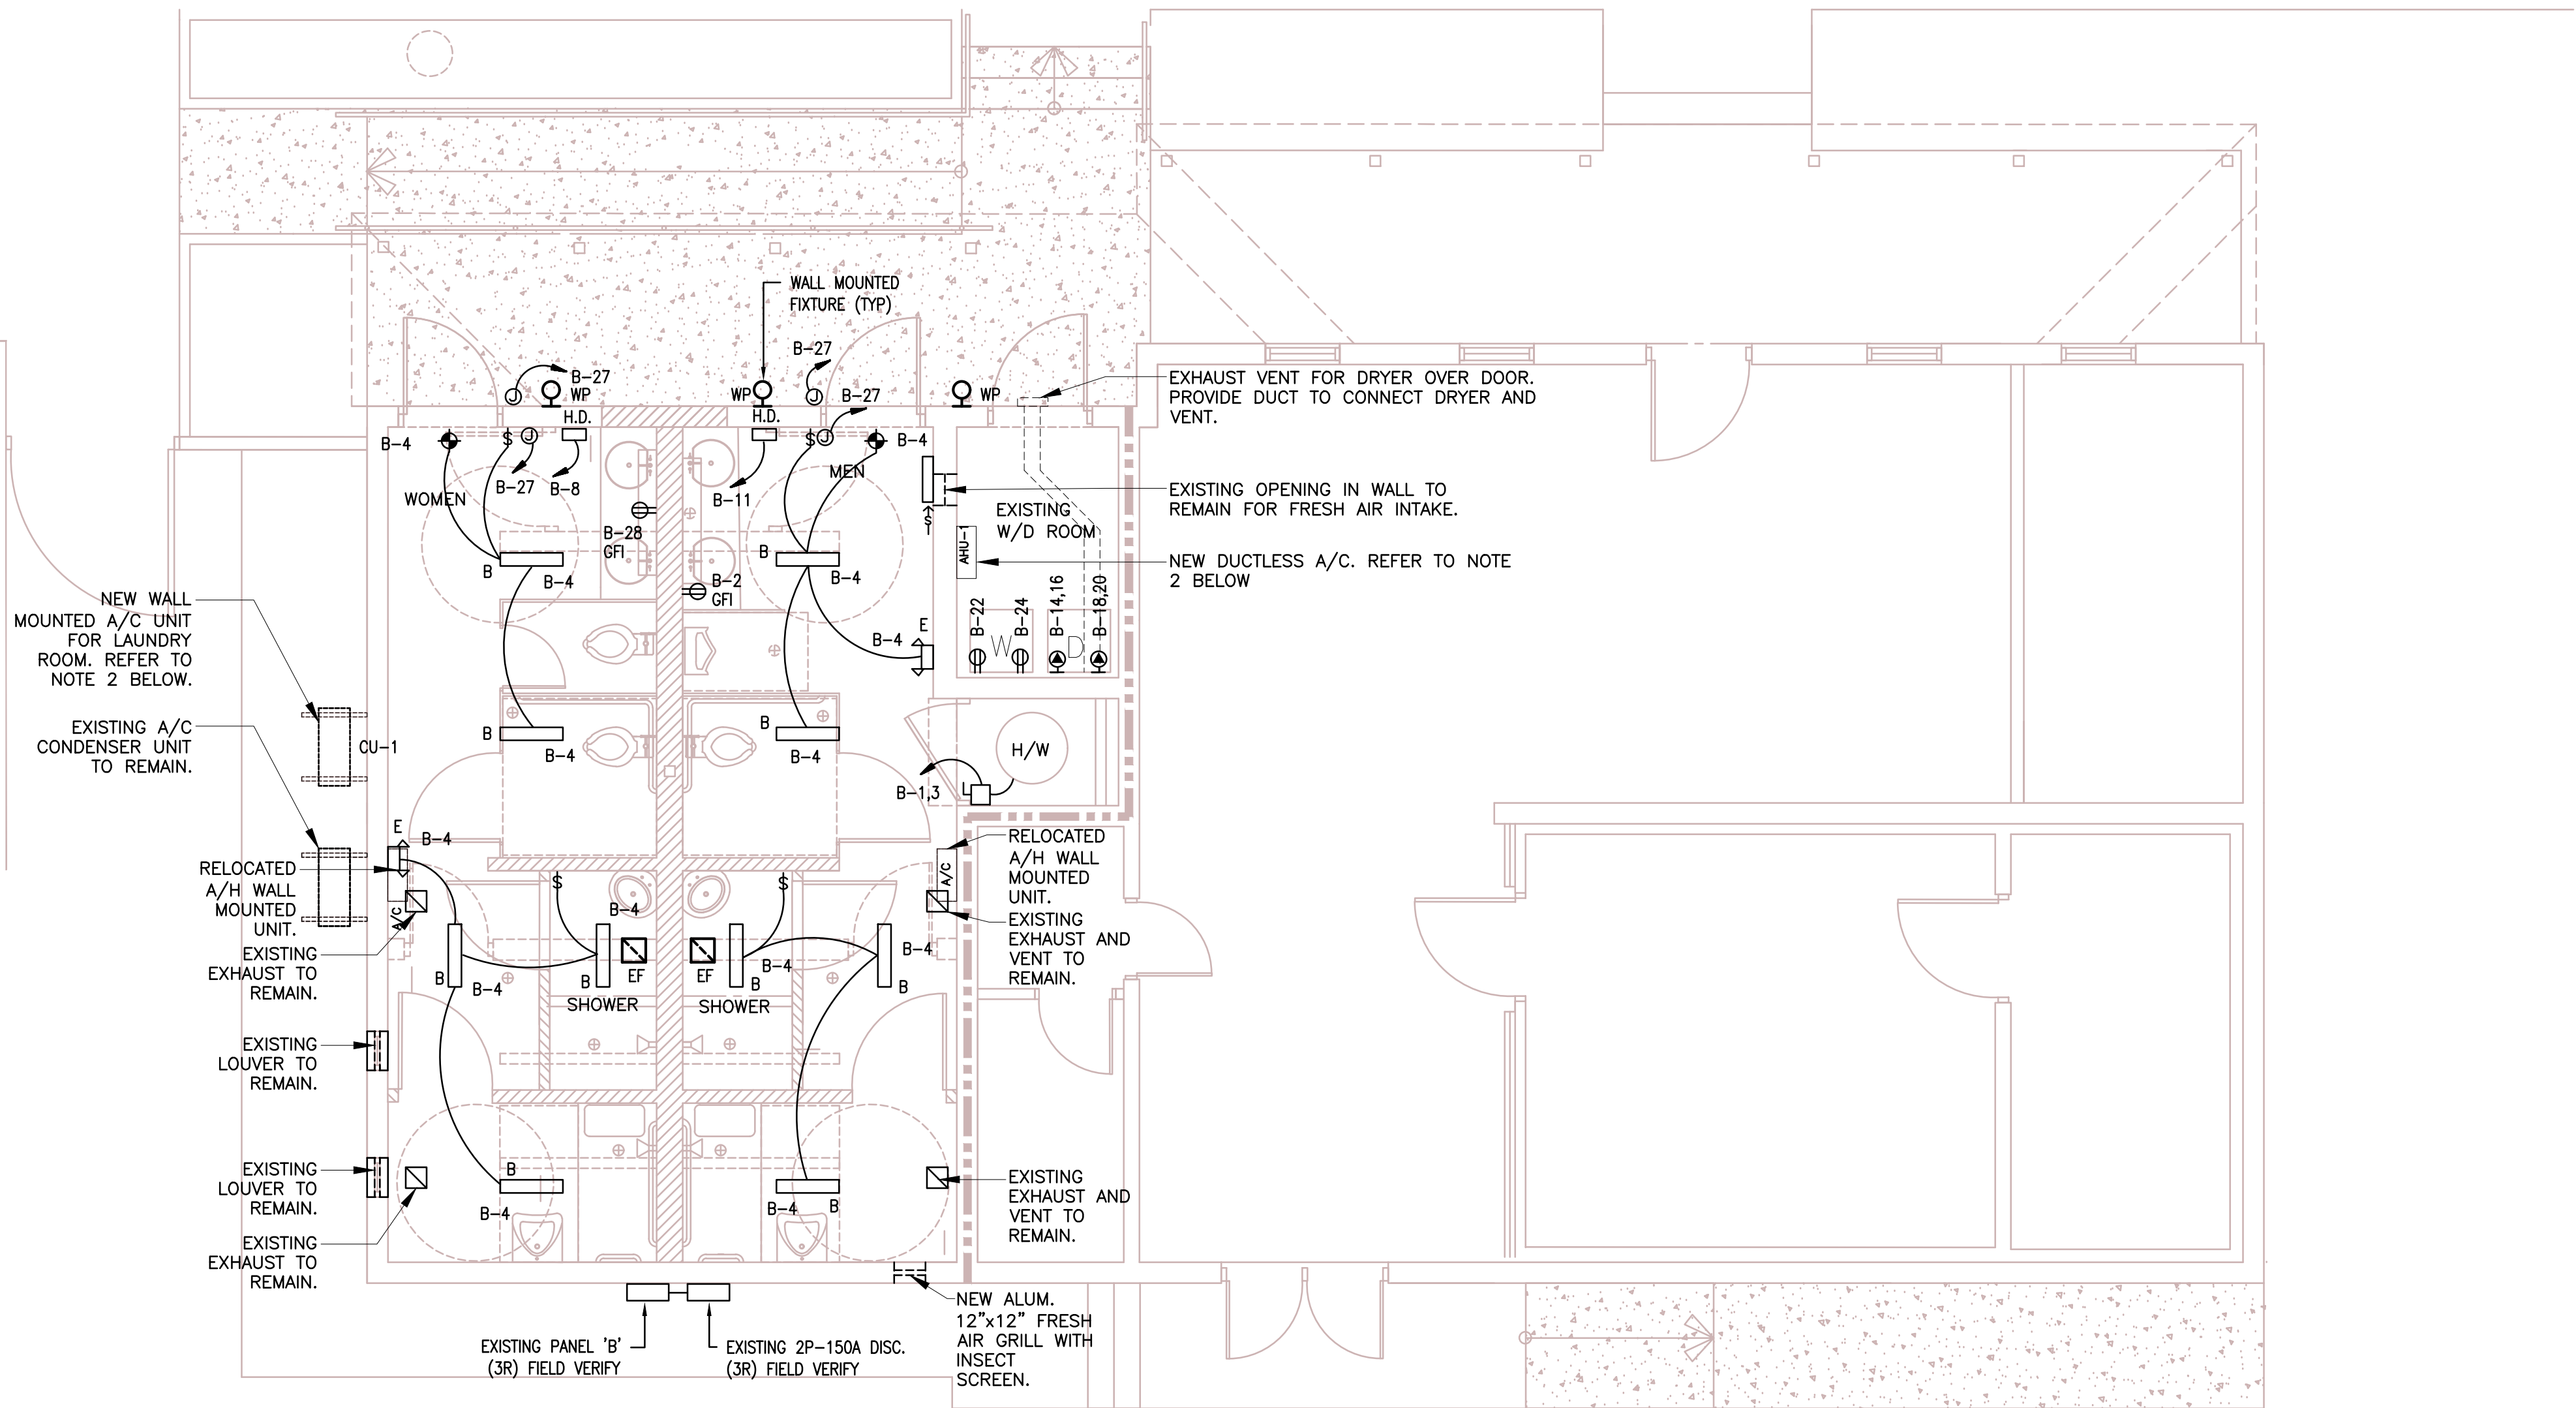 WALL MOUNTED
FIXTURE (TYP)
B-27
B-27
WP
H.D.
WP
H.D.
B-27
WP
EXHAUST VENT FOR DRYER OVER DOOR.
PROVIDE DUCT TO CONNECT DRYER AND
VENT.
B-4
S
J
J
J
S
J
B-4
WOMEN
B-27
B-8
B-11
MEN
S
EXISTING OPENING IN WALL TO
REMAIN FOR FRESH AIR INTAKE.
EXISTING
W/D ROOM
B-28
GFI
B
B-4
B
B-4
B-2
GFI
AHU-1
NEW DUCTLESS A/C. REFER TO NOTE
2 BELOW
B-22
W
B-24
B-14,16
D
B-18,20
E
B-4
NEW WALL
MOUNTED A/C UNIT
FOR LAUNDRY
ROOM. REFER TO
NOTE 2 BELOW.
EXISTING A/C
CONDENSER UNIT
TO REMAIN.
CU-1
B
B-4
B
B-4
H/W
L
B-1,3
E
B-4
RELOCATED
A/H WALL
MOUNTED
UNIT.
A/C
EXISTING
EXHAUST TO
REMAIN.
S
S
B-4
B
B-4
B
EF
EF
B-4
B
B-4
B
SHOWER
SHOWER
A/C
RELOCATED
A/H WALL
MOUNTED
UNIT.
EXISTING
EXHAUST AND
VENT TO
REMAIN.
EXISTING
LOUVER TO
REMAIN.
EXISTING
LOUVER TO
REMAIN.
EXISTING
EXHAUST TO
REMAIN.
B
B-4
B-4
B
EXISTING
EXHAUST AND
VENT TO
REMAIN.
EXISTING PANEL 'B'
(3R) FIELD VERIFY
EXISTING 2P-150A DISC.
(3R) FIELD VERIFY
NEW ALUM.
12"x12" FRESH
AIR GRILL WITH
INSECT
SCREEN.